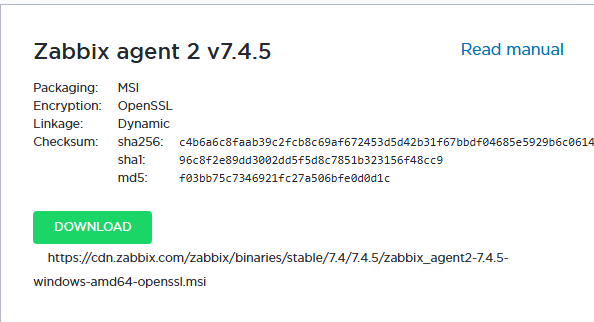 Zabbix agent 2 v7.4.5 Read manual
Packaging: MSI
Encryption: OpenSSL
Linkage: Dynamic
Checksum: sha256: c4b6a6c8faab39c2fcb8c69af672453d5d42b31f67bbdf04685e5929b6c0614
sha1: 96c8f2e89dd3002dd5f5d8c7851b323156f48cc9
md5: f03bb75c7346921fc27a506bfe0d0d1c
DOWNLOAD
https://cdn.zabbix.com/zabbix/binaries/stable/7.4/7.4.5/zabbix_agent2-7.4.5-
windows-amd64-openssl.msi